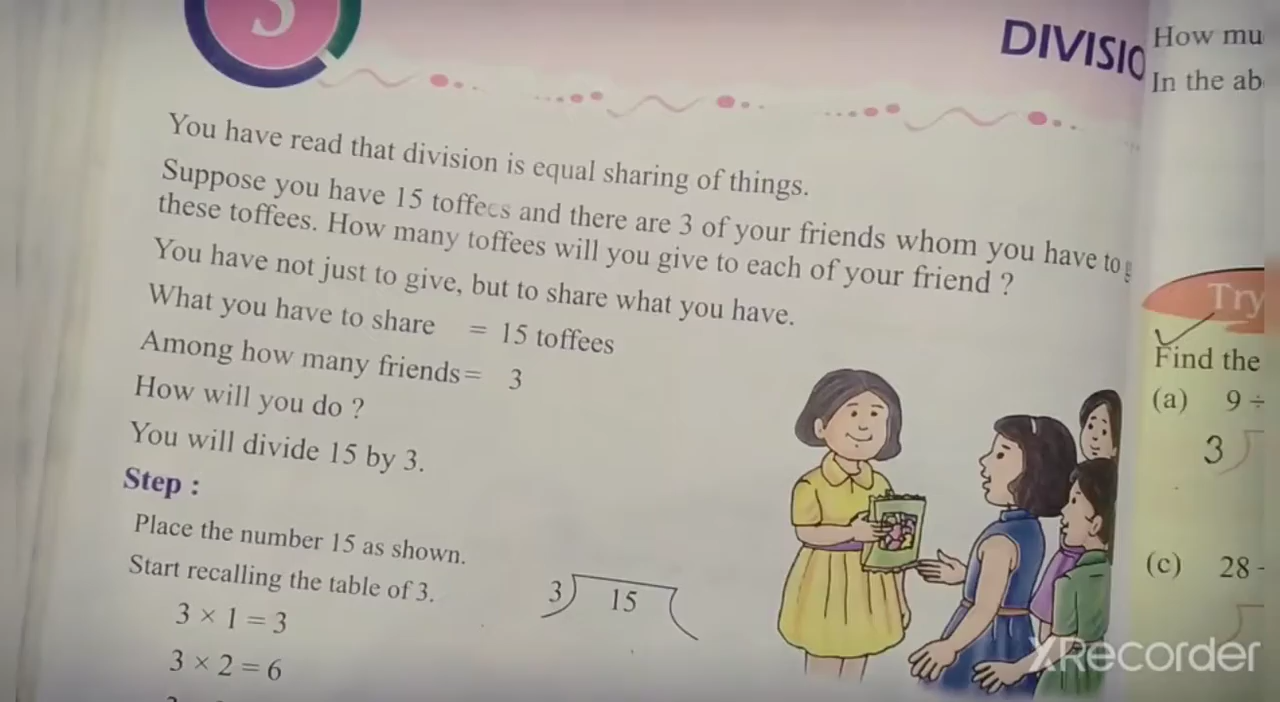 5
DIVISIO
You have read that division is equal sharing of things.
Suppose you have 15 toffees and there are 3 of your friends whom you have to
these toffees. How many toffees will you give to each of your friend ?
You have not just to give, but to share what you have.
What you have to share = 15 toffees
Among how many friends= 3
How will you do ?
You will divide 15 by 3.
Step :
Place the number 15 as shown.
Start recalling the table of 3.
3 × 1 = 3
3 × 2 = 6
3) 15
How mu
In the ab
Try
Find the
(a) 9 ÷
3
(c) 28 -
XRecorder